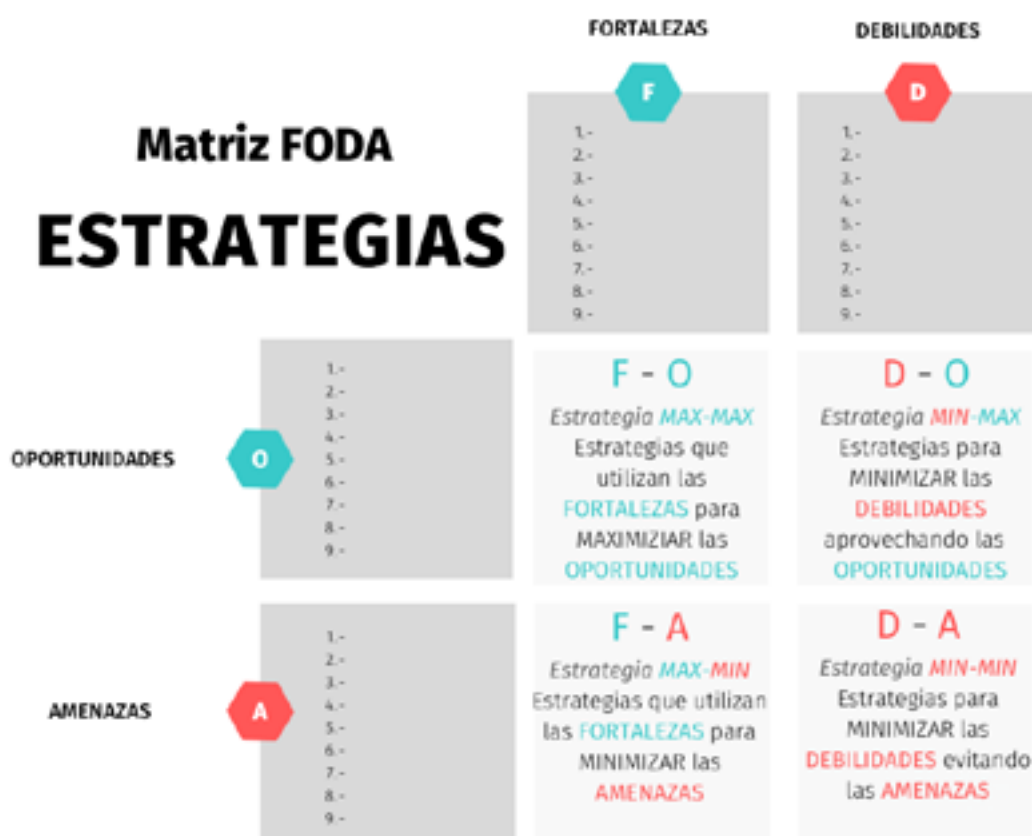 FORTALEZAS
DEBILIDADES
F
D
Matriz FODA
ESTRATEGIAS
1.-
2.-
3.-
4.-
5.-
6.-
7.-
8.-
9.-
1.-
2.-
3.-
4.-
5.-
6.-
7.-
8.-
9.-
OPORTUNIDADES
O
1.-
2.-
3.-
4.-
5.-
6.-
7.-
8.-
9.-
F - O
Estrategia MAX-MAX
Estrategias que
utilizan las
FORTALEZAS para
MAXIMIZIAR las
OPORTUNIDADES
D - O
Estrategia MIN-MAX
Estrategias para
MINIMIZAR las
DEBILIDADES
aprovechando las
OPORTUNIDADES
AMENAZAS
A
1.-
2.-
3.-
4.-
5.-
6.-
7.-
8.-
9.-
F - A
Estrategia MAX-MIN
Estrategias que utilizan
las FORTALEZAS para
MINIMIZAR las
AMENAZAS
D - A
Estrategia MIN-MIN
Estrategias para
MINIMIZAR las
DEBILIDADES evitando
las AMENAZAS